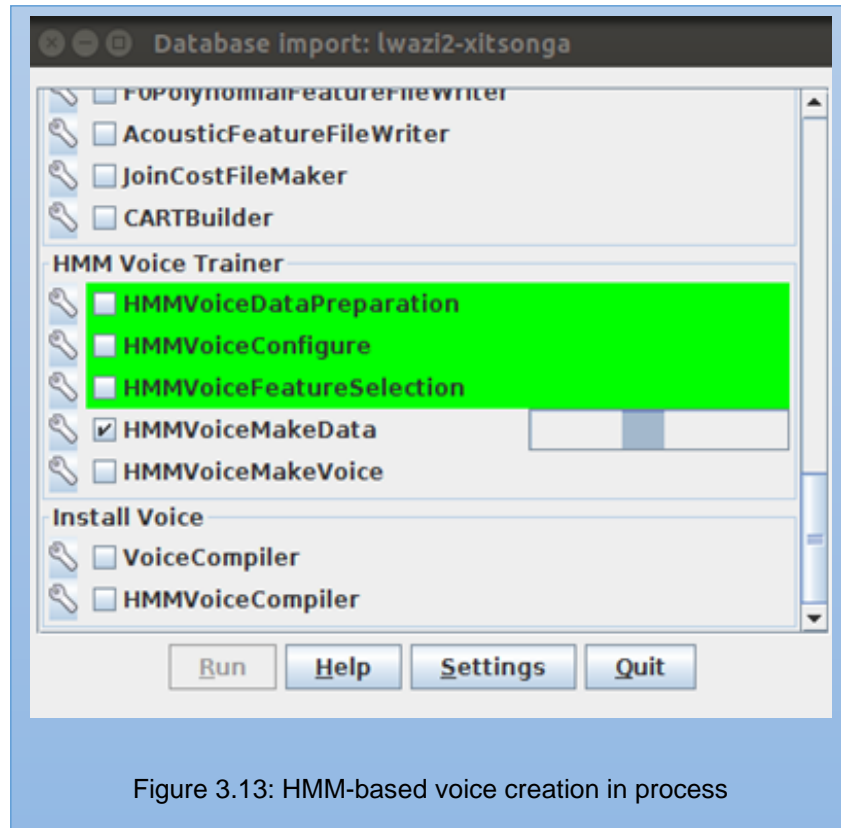 Database import: lwazi2-xitsonga
F0PolynomialFeatureFileWriter
AcousticFeatureFileWriter
JoinCostFileMaker
CARTBuilder
HMM Voice Trainer
HMMVoiceDataPreparation
HMMVoiceConfigure
HMMVoiceFeatureSelection
HMMVoiceMakeData
HMMVoiceMakeVoice
Install Voice
VoiceCompiler
HMMVoiceCompiler
Run Help Settings Quit
Figure 3.13: HMM-based voice creation in process